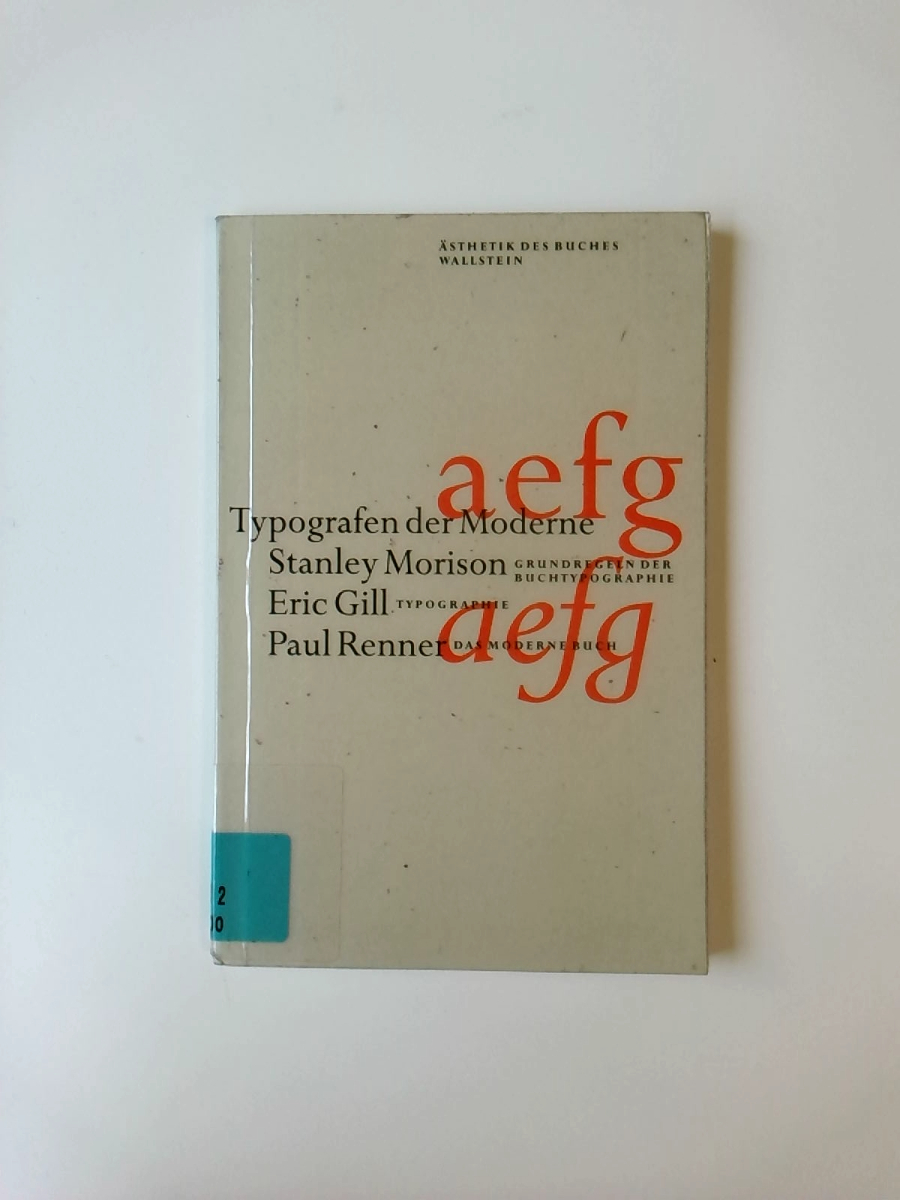 ÄSTHETIK DES BUCHES
WALLSTEIN
aefg
Typografen der Moderne
Stanley Morison GRUNDREGELN DER
BUCHTYPOGRAPHIE
Eric Gill TYPOGRAPHIE
Paul Renner DAS MODERNE BUCH
aefg
2